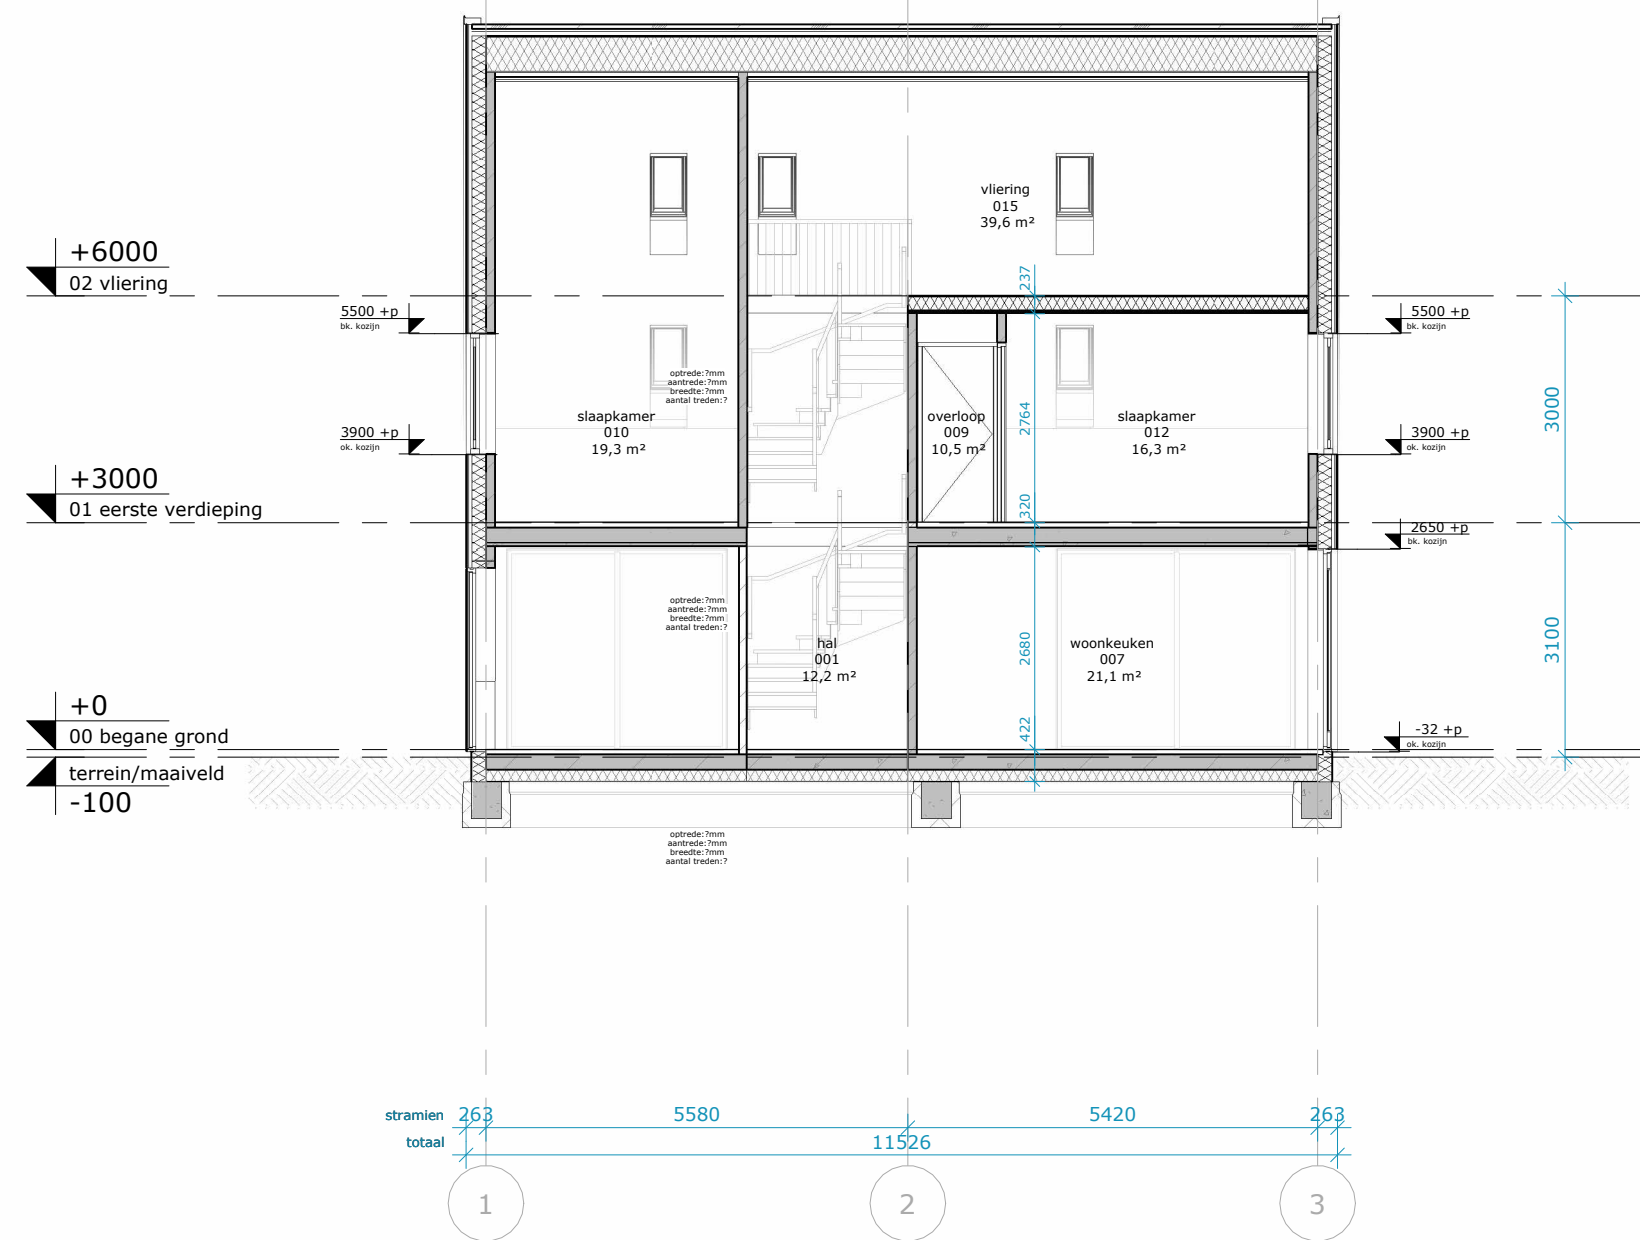 vliering
015
39,6 m²
+6000
02 vliering
237
5500 +p
bk. kozijn
5500 +p
bk. kozijn
optrede:?mm
aantrede:?mm
breedte:?mm
aantal treden:?
slaapkamer
010
19,3 m²
overloop
009
10,5 m²
2764
slaapkamer
012
16,3 m²
3000
3900 +p
ok. kozijn
3900 +p
ok. kozijn
+3000
01 eerste verdieping
320
2650 +p
bk. kozijn
optrede:?mm
aantrede:?mm
breedte:?mm
aantal treden:?
hal
001
12,2 m²
2680
woonkeuken
007
21,1 m²
3100
+0
00 begane grond
422
-32 +p
ok. kozijn
terrein/maaiveld
-100
optrede:?mm
aantrede:?mm
breedte:?mm
aantal treden:?
stramien 263 5580 5420 263
totaal 11526
1 2 3